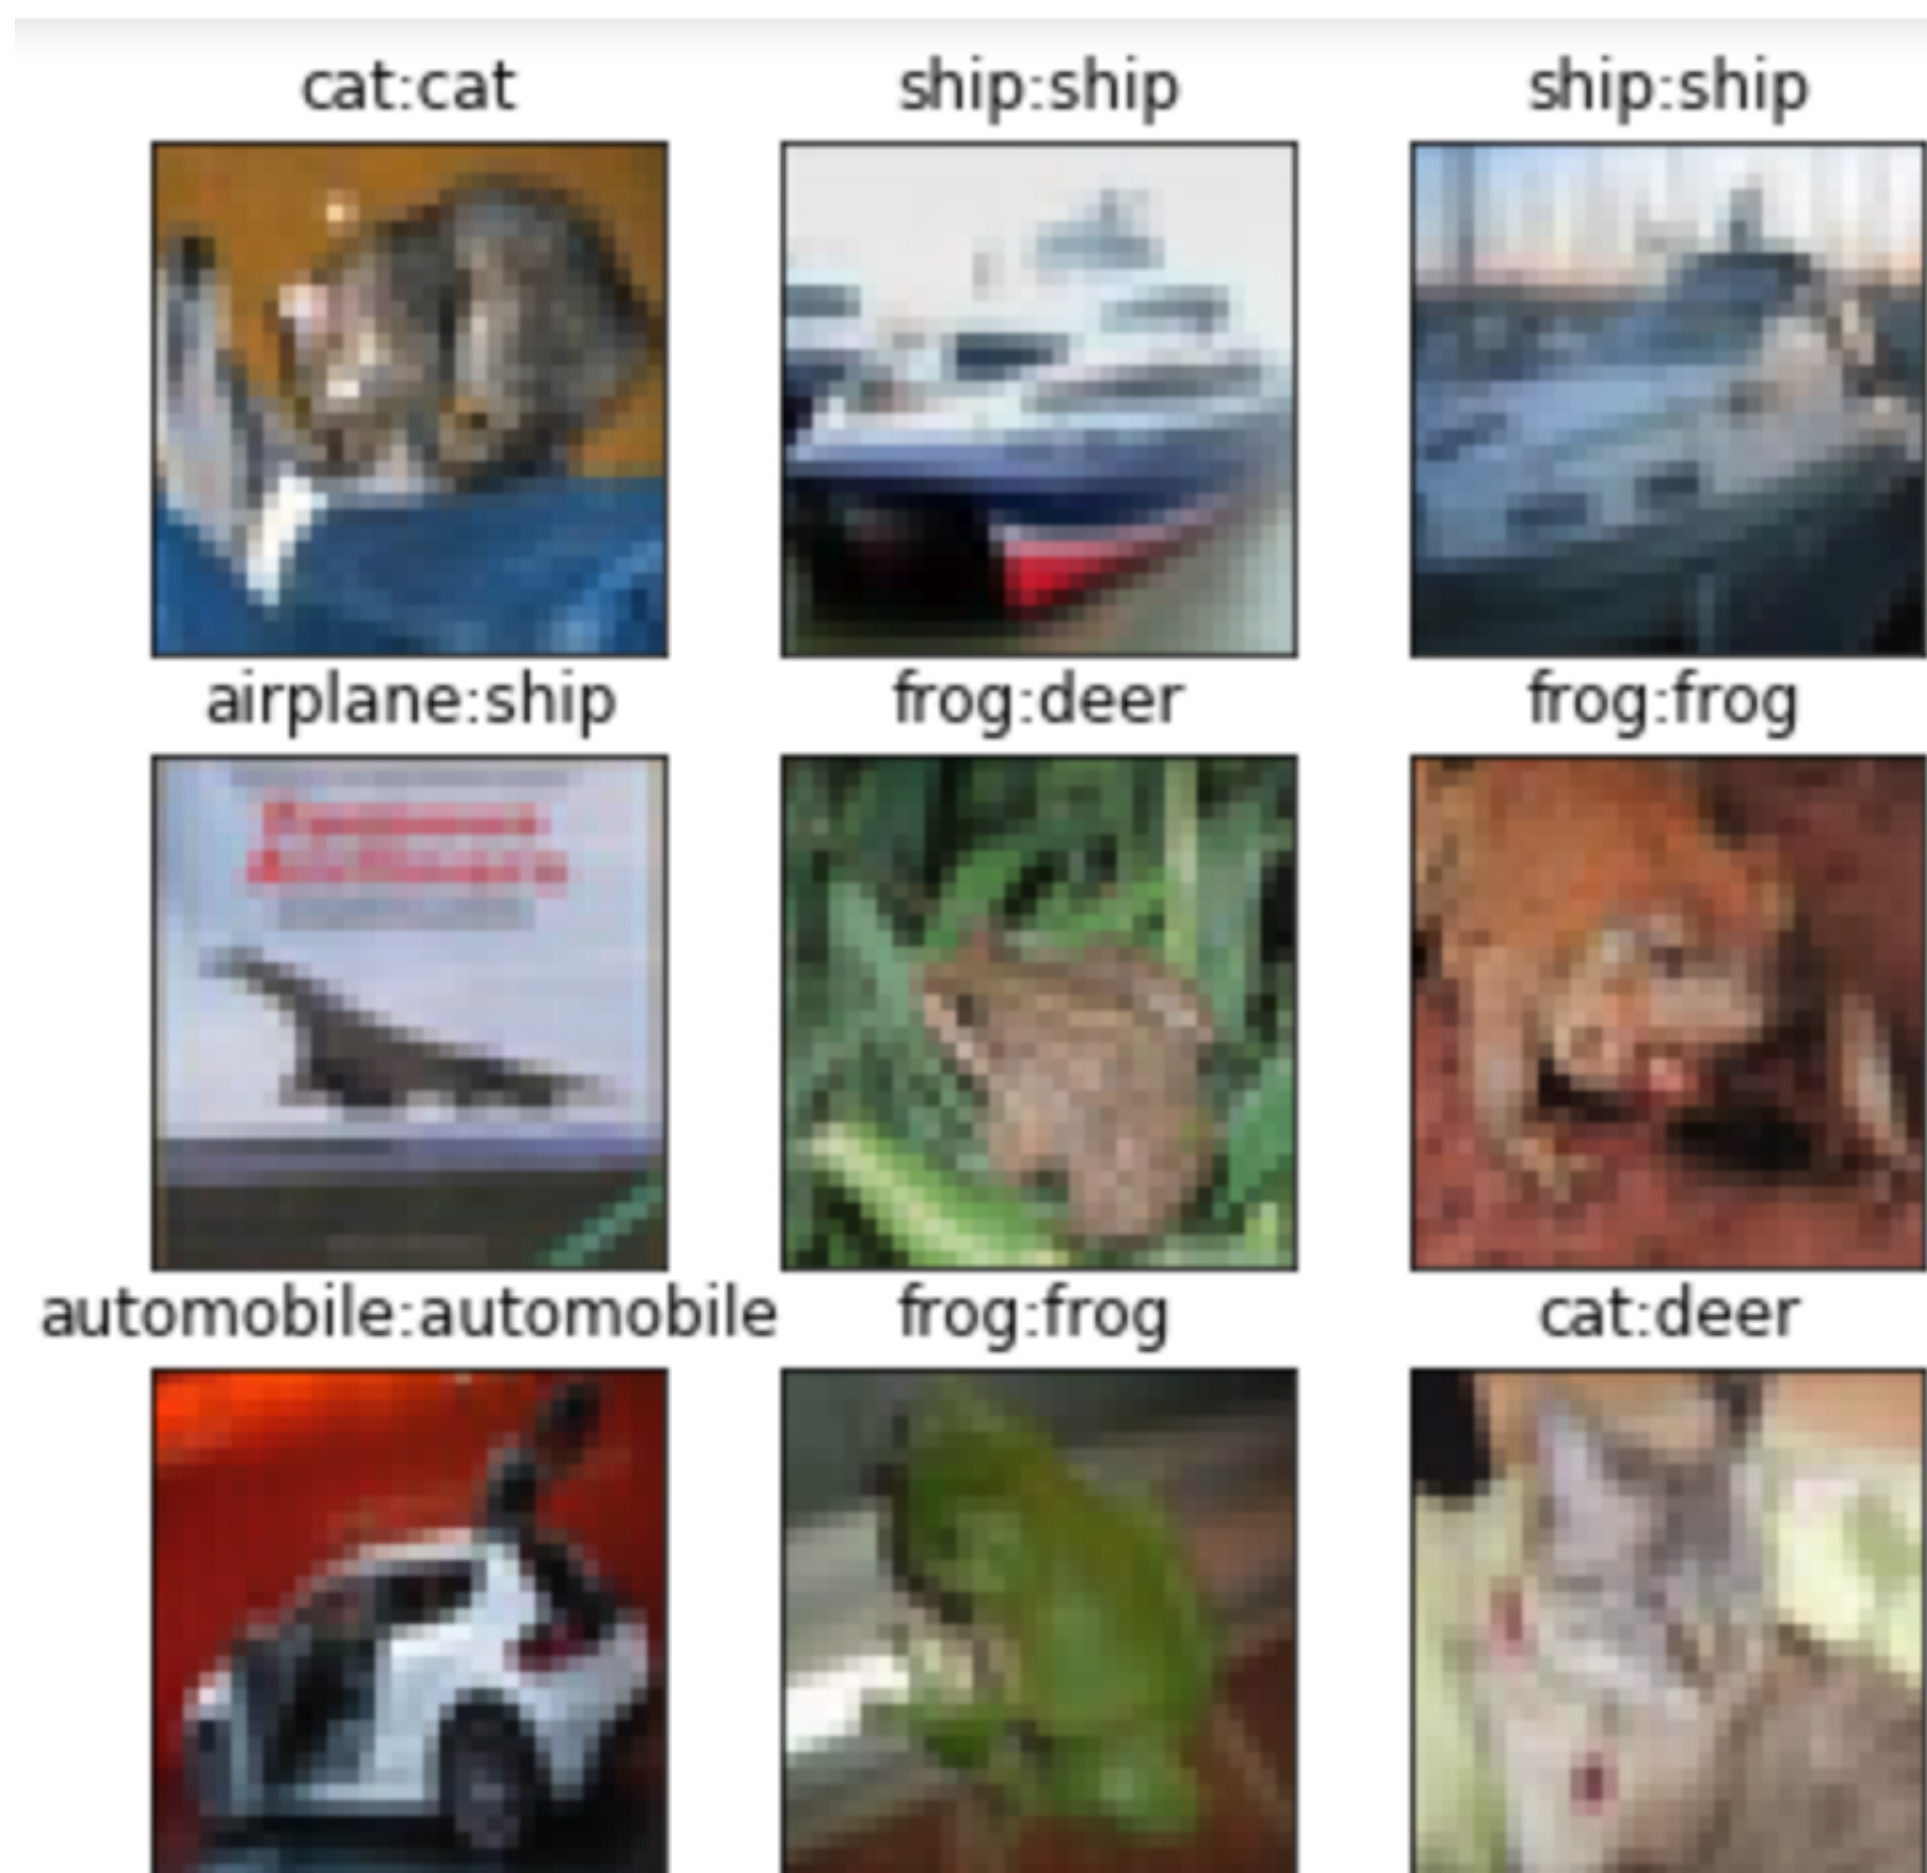 cat:cat
ship:ship
ship:ship
airplane:ship
frog:deer
frog:frog
automobile:automobile
frog:frog
cat:deer